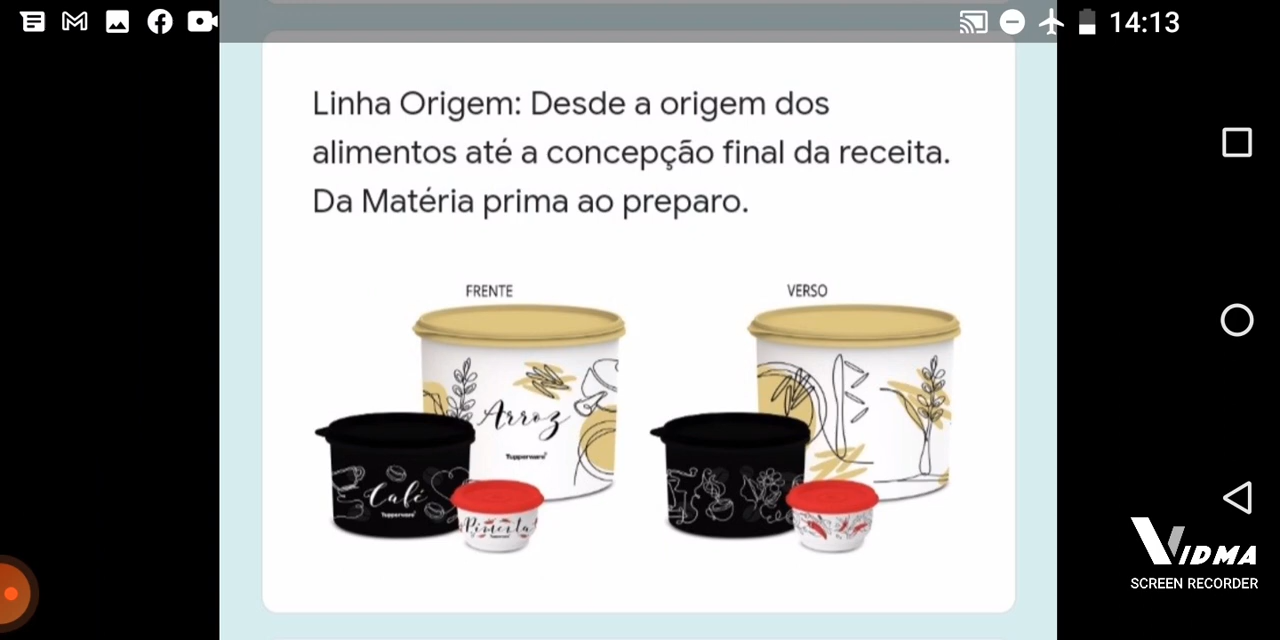 14:13
Linha Origem: Desde a origem dos
alimentos até a concepção final da receita.
Da Matéria prima ao preparo.
FRENTE
VERSO
Arroz
Tupperware
Café
Tupperware
Pimenta
VIDMA
SCREEN RECORDER